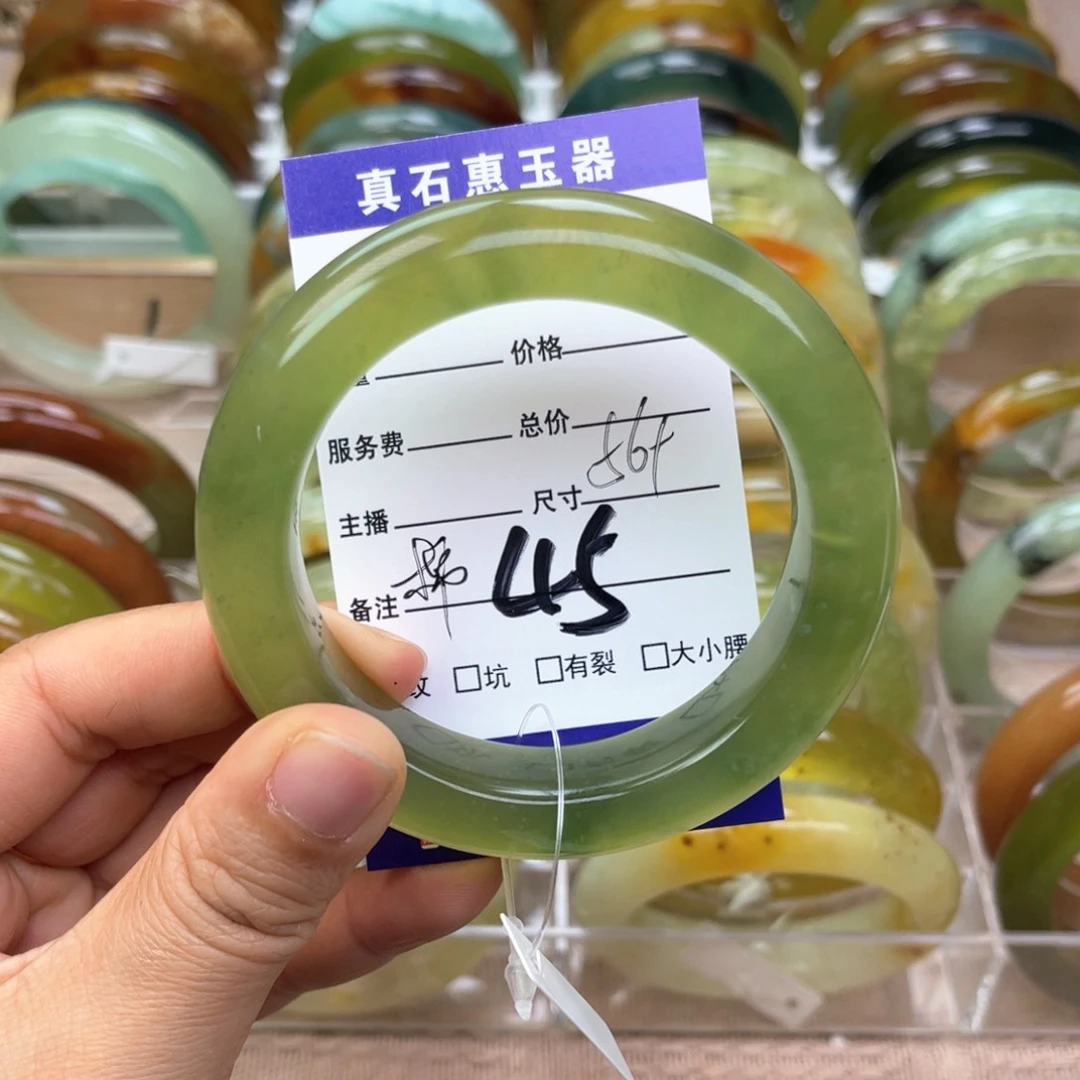 真石惠玉器
价格
服务费 总价
主播 尺寸 56+
备注 45
坑 有裂 大小腰